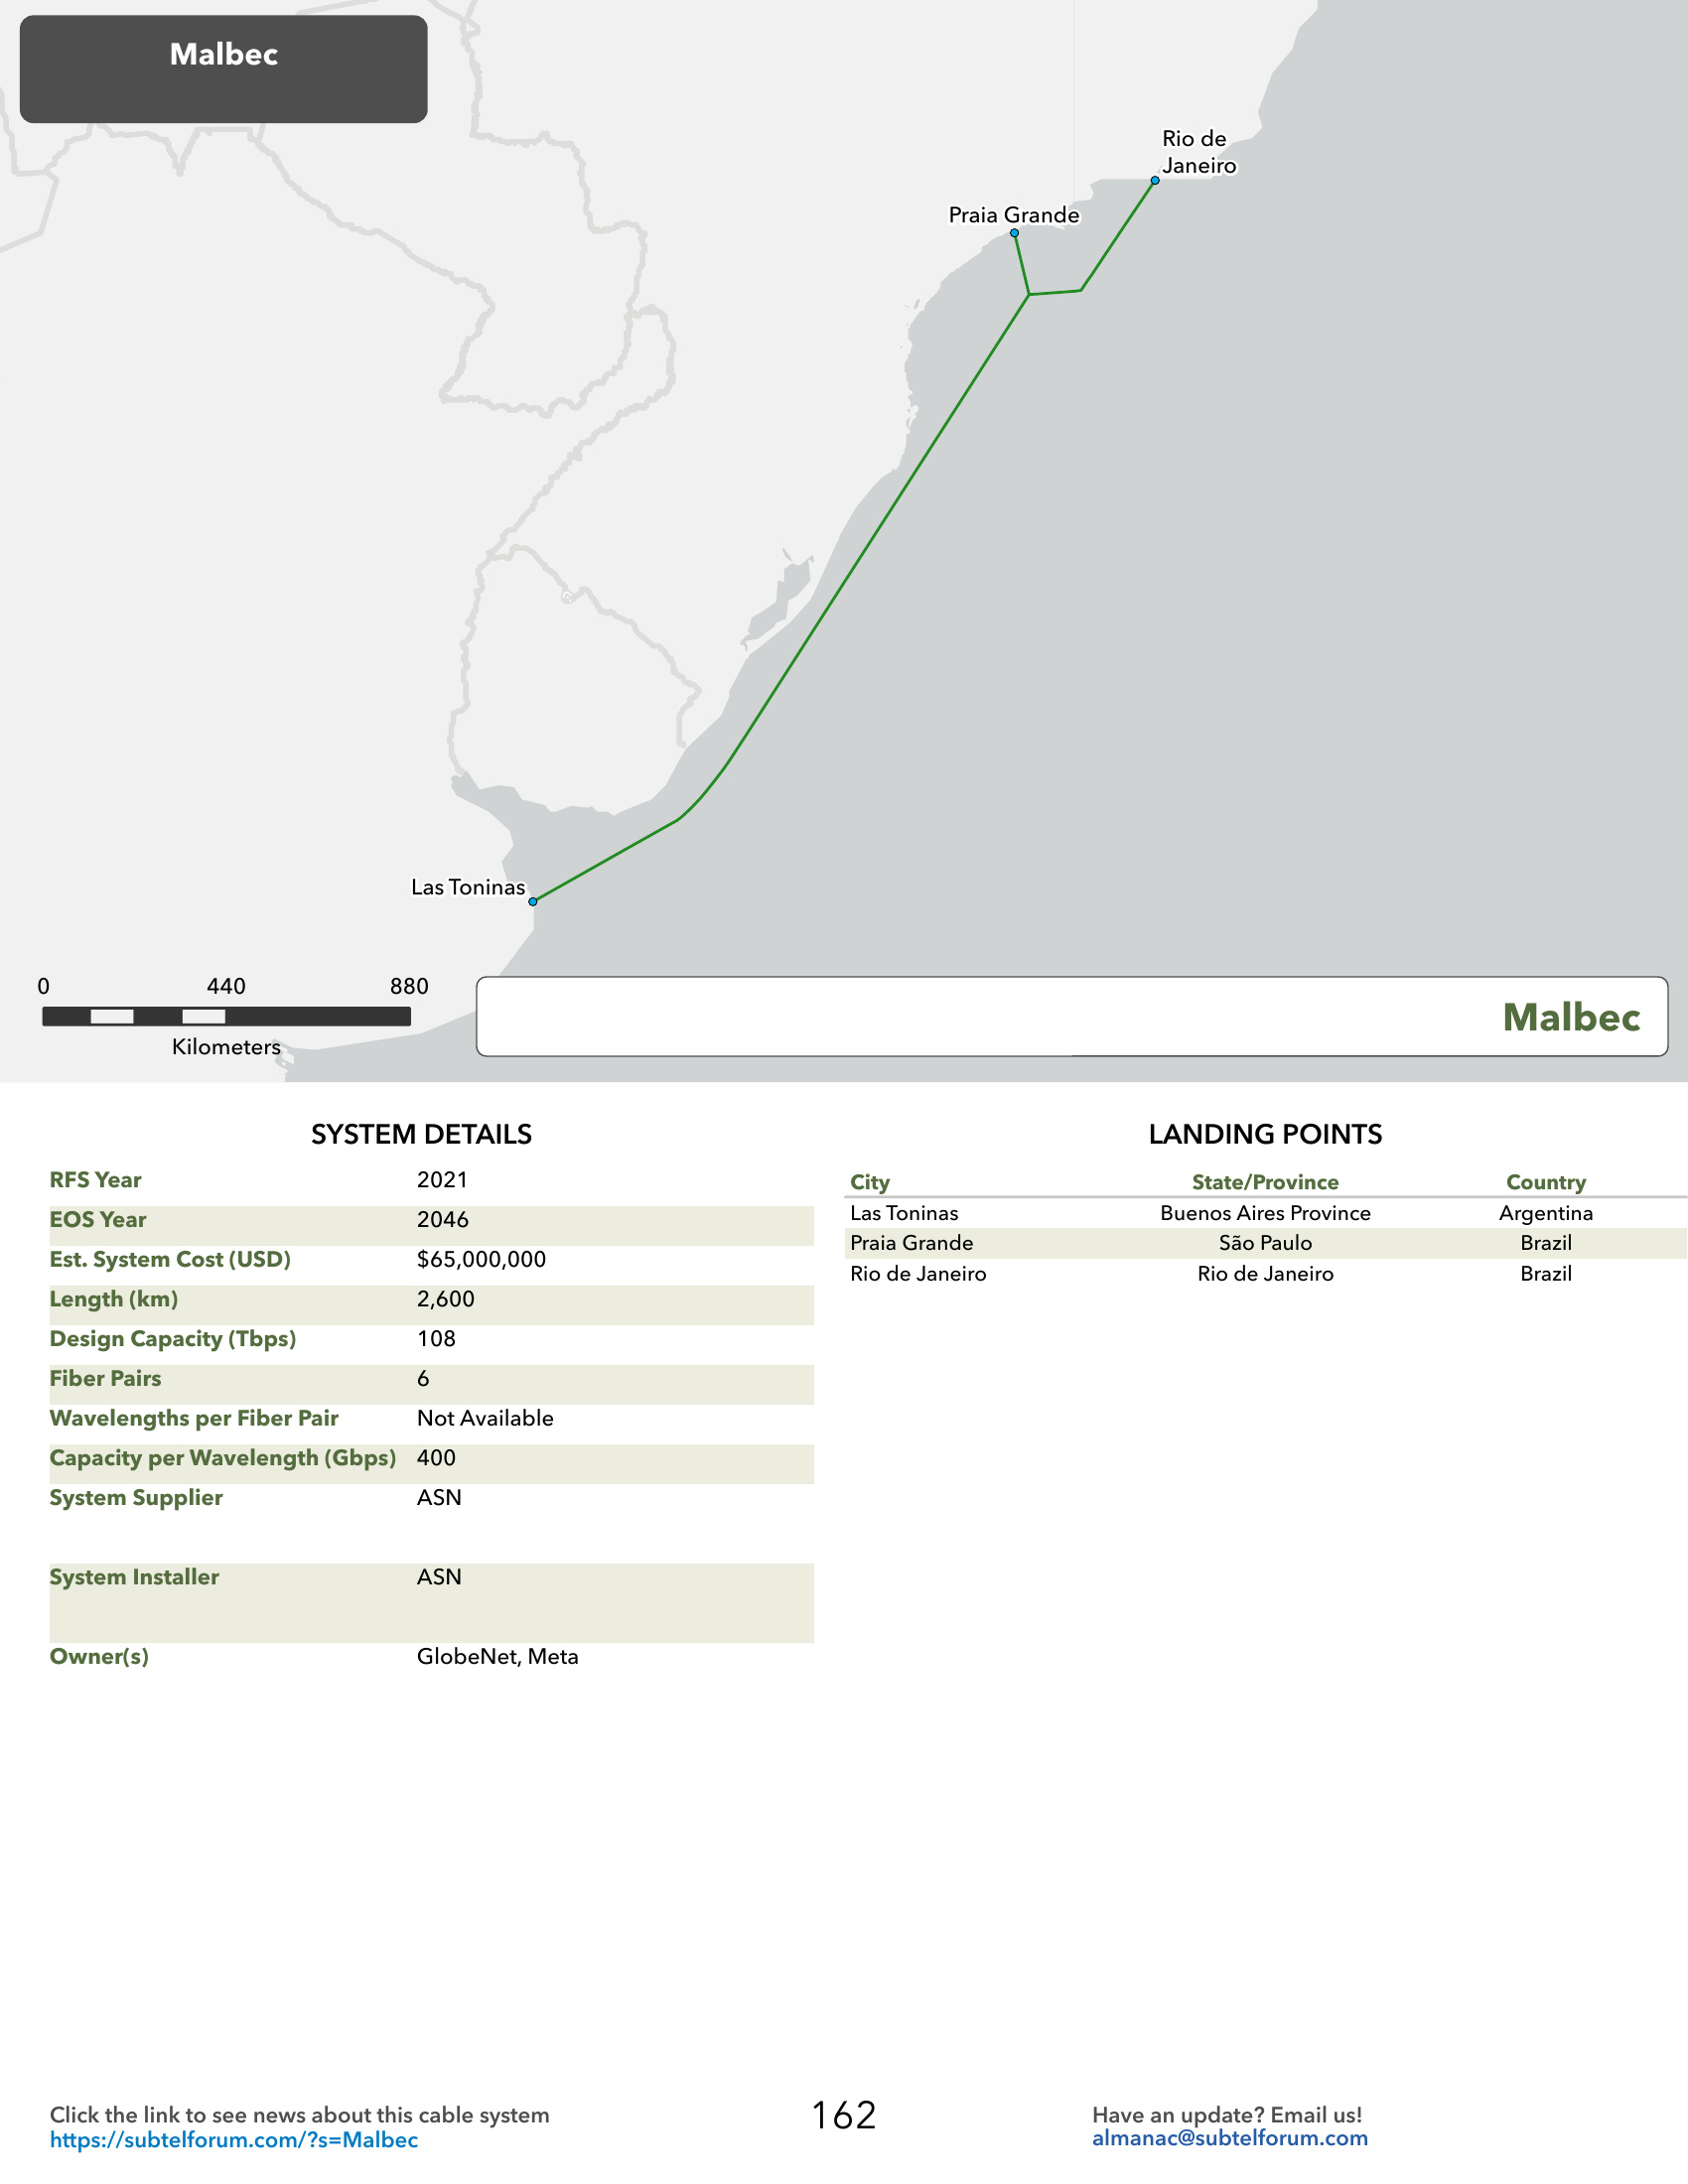 Malbec
Rio de
Janeiro
Praia Grande
Las Toninas
0 440 880
Kilometers
Malbec
SYSTEM DETAILS
RFS Year 2021
EOS Year 2046
Est. System Cost (USD) $65,000,000
Length (km) 2,600
Design Capacity (Tbps) 108
Fiber Pairs 6
Wavelengths per Fiber Pair Not Available
Capacity per Wavelength (Gbps) 400
System Supplier ASN
System Installer ASN
Owner(s) GlobeNet, Meta
LANDING POINTS
City State/Province Country
Las Toninas Buenos Aires Province Argentina
Praia Grande São Paulo Brazil
Rio de Janeiro Rio de Janeiro Brazil
Click the link to see news about this cable system
https://subtelforum.com/?s=Malbec
162
Have an update? Email us!
almanac@subtelforum.com